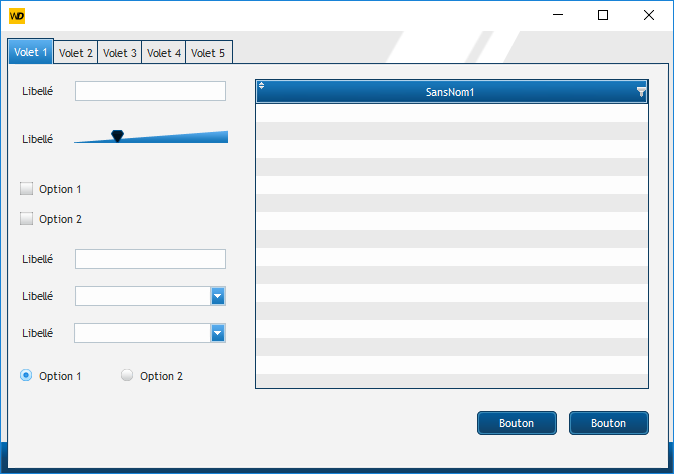 WD
Volet 1 Volet 2 Volet 3 Volet 4 Volet 5
Libellé
SansNom1
Libellé
Option 1
Option 2
Libellé
Libellé
Libellé
Option 1 Option 2
Bouton Bouton